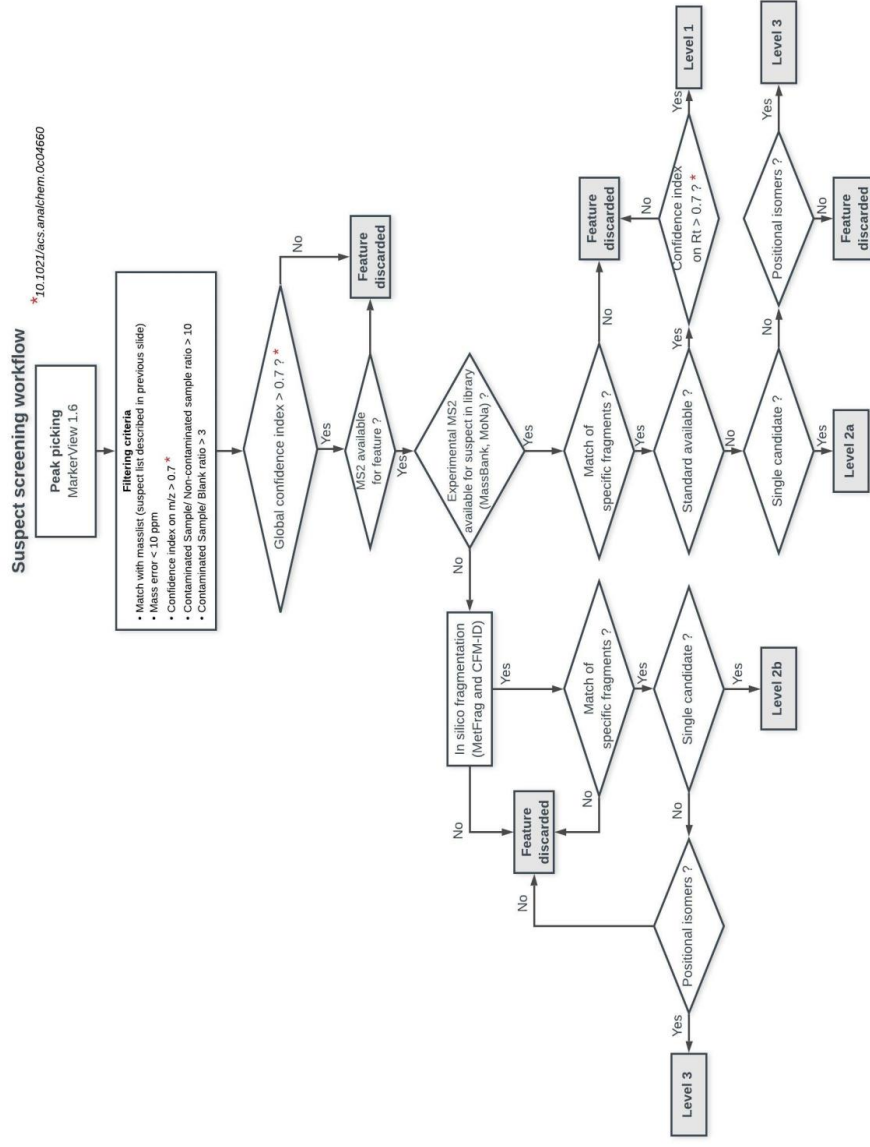 Suspect screening workflow
*10.1021/acs.analchem.0c04660
Peak picking
MarkerView 1.6
Filtering criteria
• Match with masslist (suspect list described in previous slide)
• Mass error < 10 ppm
• Confidence index on m/z > 0.7 *
• Contaminated Sample/ Non-contaminated sample ratio > 10
• Contaminated Sample/ Blank ratio > 3
Global confidence index > 0.7 ? *
No
Yes
MS2 available
for feature ?
Feature
discarded
Yes
Experimental MS2
available for suspect in library
(MassBank, MoNa) ?
No
Yes
In silico fragmentation
(MetFrag and CFM-ID)
No
Yes
Feature
discarded
Match of
specific fragments ?
No
Yes
Single candidate ?
No
Yes
Level 2b
Positional isomers ?
No
Yes
Level 3
Match of
specific fragments ?
No
Yes
Feature
discarded
Standard available ?
Yes
No
Confidence index
on Rt > 0.7 ? *
No
Yes
Level 1
Single candidate ?
No
Yes
Level 2a
Positional isomers ?
Yes
No
Level 3
Feature
discarded